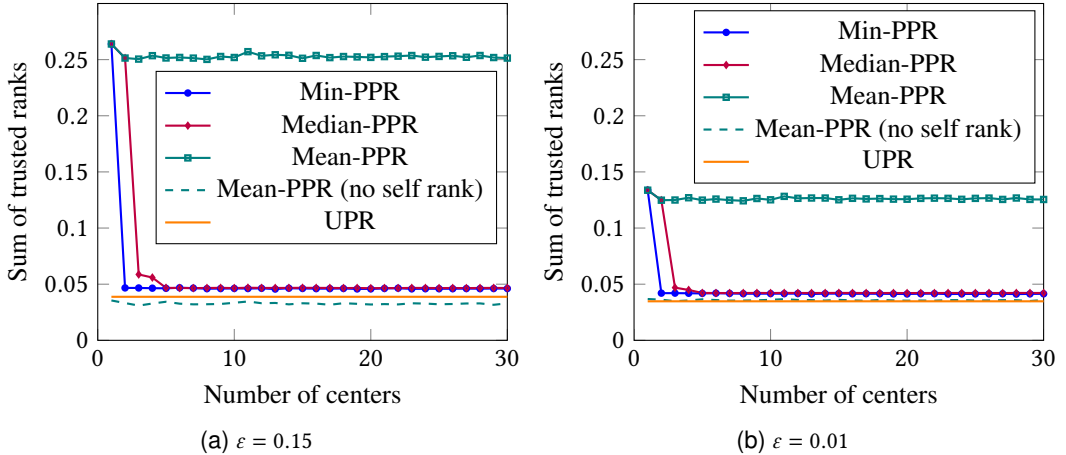 0.25
0.2
0.15
0.1
0.05
0
Sum of trusted ranks
0
10
20
30
Number of centers
Min-PPR
Median-PPR
Mean-PPR
Mean-PPR (no self rank)
UPR
(a) ε = 0.15
0.25
0.2
0.15
0.1
0.05
0
Sum of trusted ranks
0
10
20
30
Number of centers
Min-PPR
Median-PPR
Mean-PPR
Mean-PPR (no self rank)
UPR
(b) ε = 0.01